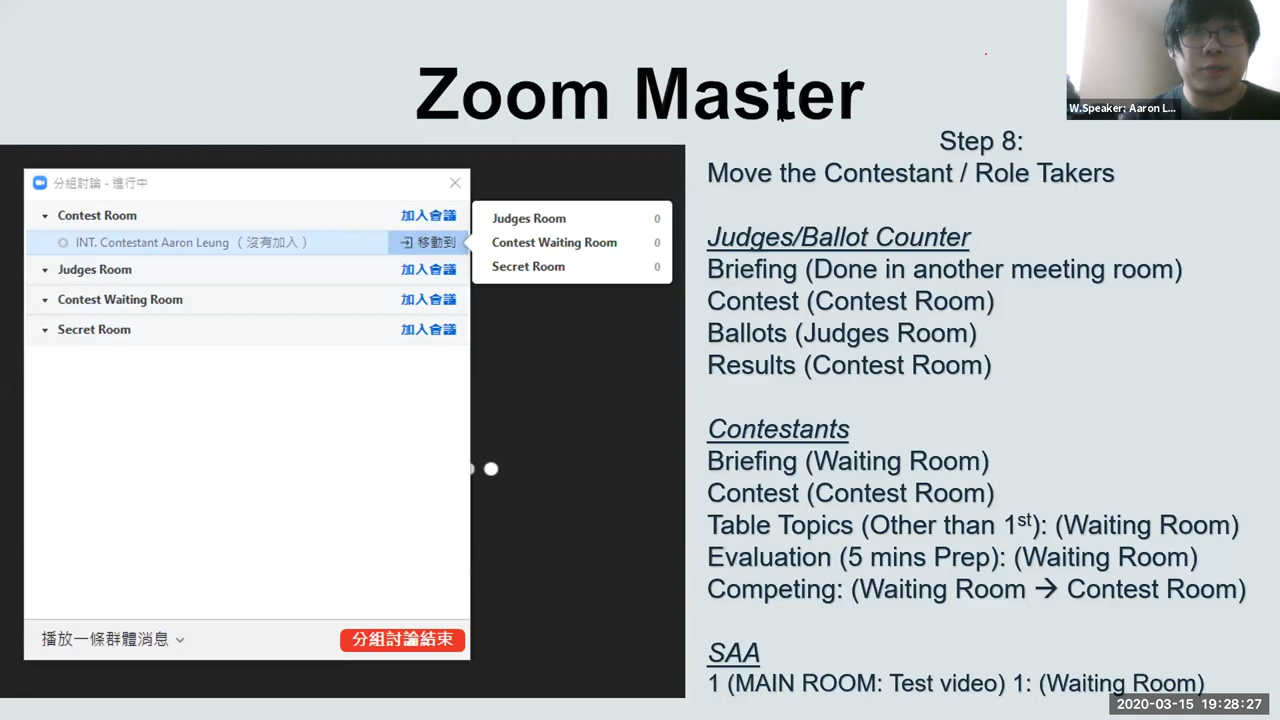 Zoom Master
W.Speaker: Aaron L...
Step 8:
Move the Contestant / Role Takers
分組討論 - 進行中
Contest Room 加入會議
INT. Contestant Aaron Leung （ 沒有加入 ） 移動到
Judges Room 加入會議
Contest Waiting Room 加入會議
Secret Room 加入會議
Judges Room 0
Contest Waiting Room 0
Secret Room 0
播放一條群體消息
分組討論結束
Judges/Ballot Counter
Briefing (Done in another meeting room)
Contest (Contest Room)
Ballots (Judges Room)
Results (Contest Room)
Contestants
Briefing (Waiting Room)
Contest (Contest Room)
Table Topics (Other than 1st): (Waiting Room)
Evaluation (5 mins Prep): (Waiting Room)
Competing: (Waiting Room → Contest Room)
SAA
1 (MAIN ROOM: Test video) 1: (Waiting Room)
2020-03-15 19:28:27